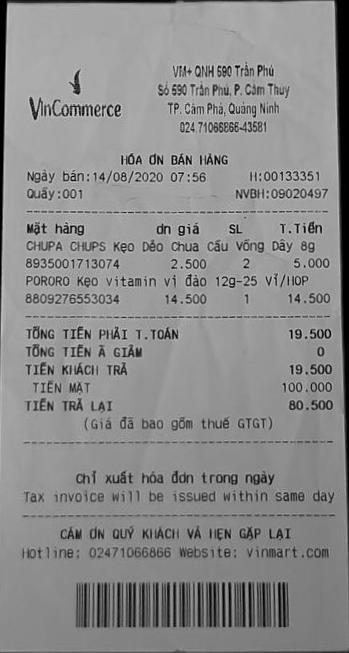 VinCommerce
VM+ QNH 590 Trần Phú
Số 590 Trần Phú, P. Cẩm Thủy
TP. Cẩm Phả, Quảng Ninh
024.71066866-43581
HÓA ƠN BÁN HÀNG
Ngày bán:14/08/2020 07:56 H:00133351
Quầy:001 NVBH:09020497
Mặt hàng ơn giá SL T.Tiền
CHUPA CHUPS Kẹo Dẻo Chua Cầu Vồng Dây 8g
8935001713074 2.500 2 5.000
PORORO Kẹo vitamin vị đào 12g-25 Vỉ/HOP
8809276553034 14.500 1 14.500
TỔNG TIỀN PHẢI T.TOÁN 19.500
TỔNG TIỀN Ã GIẢM 0
TIỀN KHÁCH TRẢ 19.500
TIỀN MẶT 100.000
TIỀN TRẢ LẠI 80.500
(Giá đã bao gồm thuế GTGT)
Chỉ xuất hóa đơn trong ngày
Tax invoice will be issued within same day
CẢM ƠN QUÝ KHÁCH VÀ HẸN GẶP LẠI
Hotline: 02471066866 Website: vinmart.com